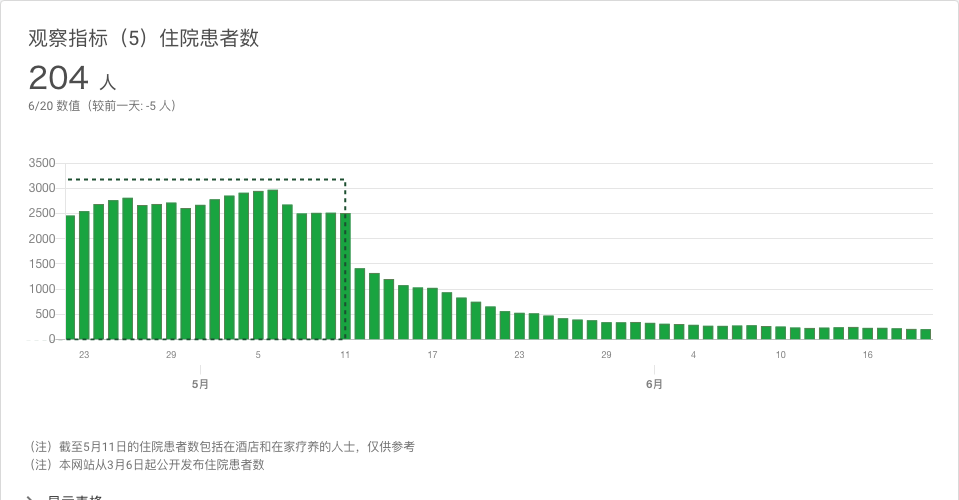 观察指标（5）住院患者数
204 人
6/20 数值（较前一天: -5 人）
3500
3000
2500
2000
1500
1000
500
0
23 29 5 11 17 23 29 4 10 16
5月 6月
（注）截至5月11日的住院患者数包括在酒店和在家疗养的人士，仅供参考
（注）本网站从3月6日起公开发布住院患者数